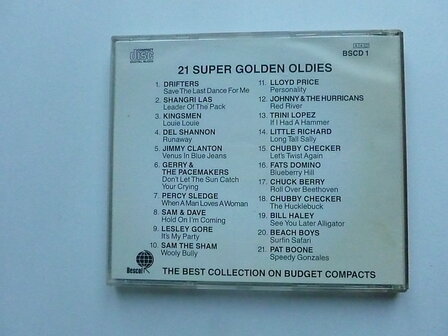 COMPACT
disc
DIGITAL AUDIO
BSCD 1
21 SUPER GOLDEN OLDIES
1. DRIFTERS
Save The Last Dance For Me
2. SHANGRI LAS
Leader Of The Pack
3. KINGSMEN
Louie Louie
4. DEL SHANNON
Runaway
5. JIMMY CLANTON
Venus In Blue Jeans
6. GERRY &
THE PACEMAKERS
Don't Let The Sun Catch
Your Crying
7. PERCY SLEDGE
When A Man Loves A Woman
8. SAM & DAVE
Hold On I'm Coming
9. LESLEY GORE
It's My Party
10. SAM THE SHAM
Wooly Bully
11. LLOYD PRICE
Personality
12. JOHNNY & THE HURRICANS
Red River
13. TRINI LOPEZ
If I Had A Hammer
14. LITTLE RICHARD
Long Tall Sally
15. CHUBBY CHECKER
Let's Twist Again
16. FATS DOMINO
Blueberry Hill
17. CHUCK BERRY
Roll Over Beethoven
18. CHUBBY CHECKER
The Hucklebuck
19. BILL HALEY
See You Later Alligator
20. BEACH BOYS
Surfin Safari
21. PAT BOONE
Speedy Gonzales
Bescol
THE BEST COLLECTION ON BUDGET COMPACTS